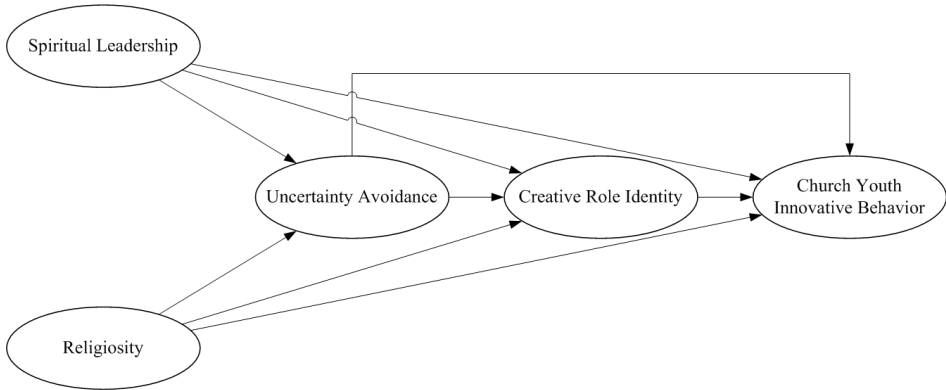 Spiritual Leadership
Uncertainty Avoidance
Creative Role Identity
Church Youth
Innovative Behavior
Religiosity